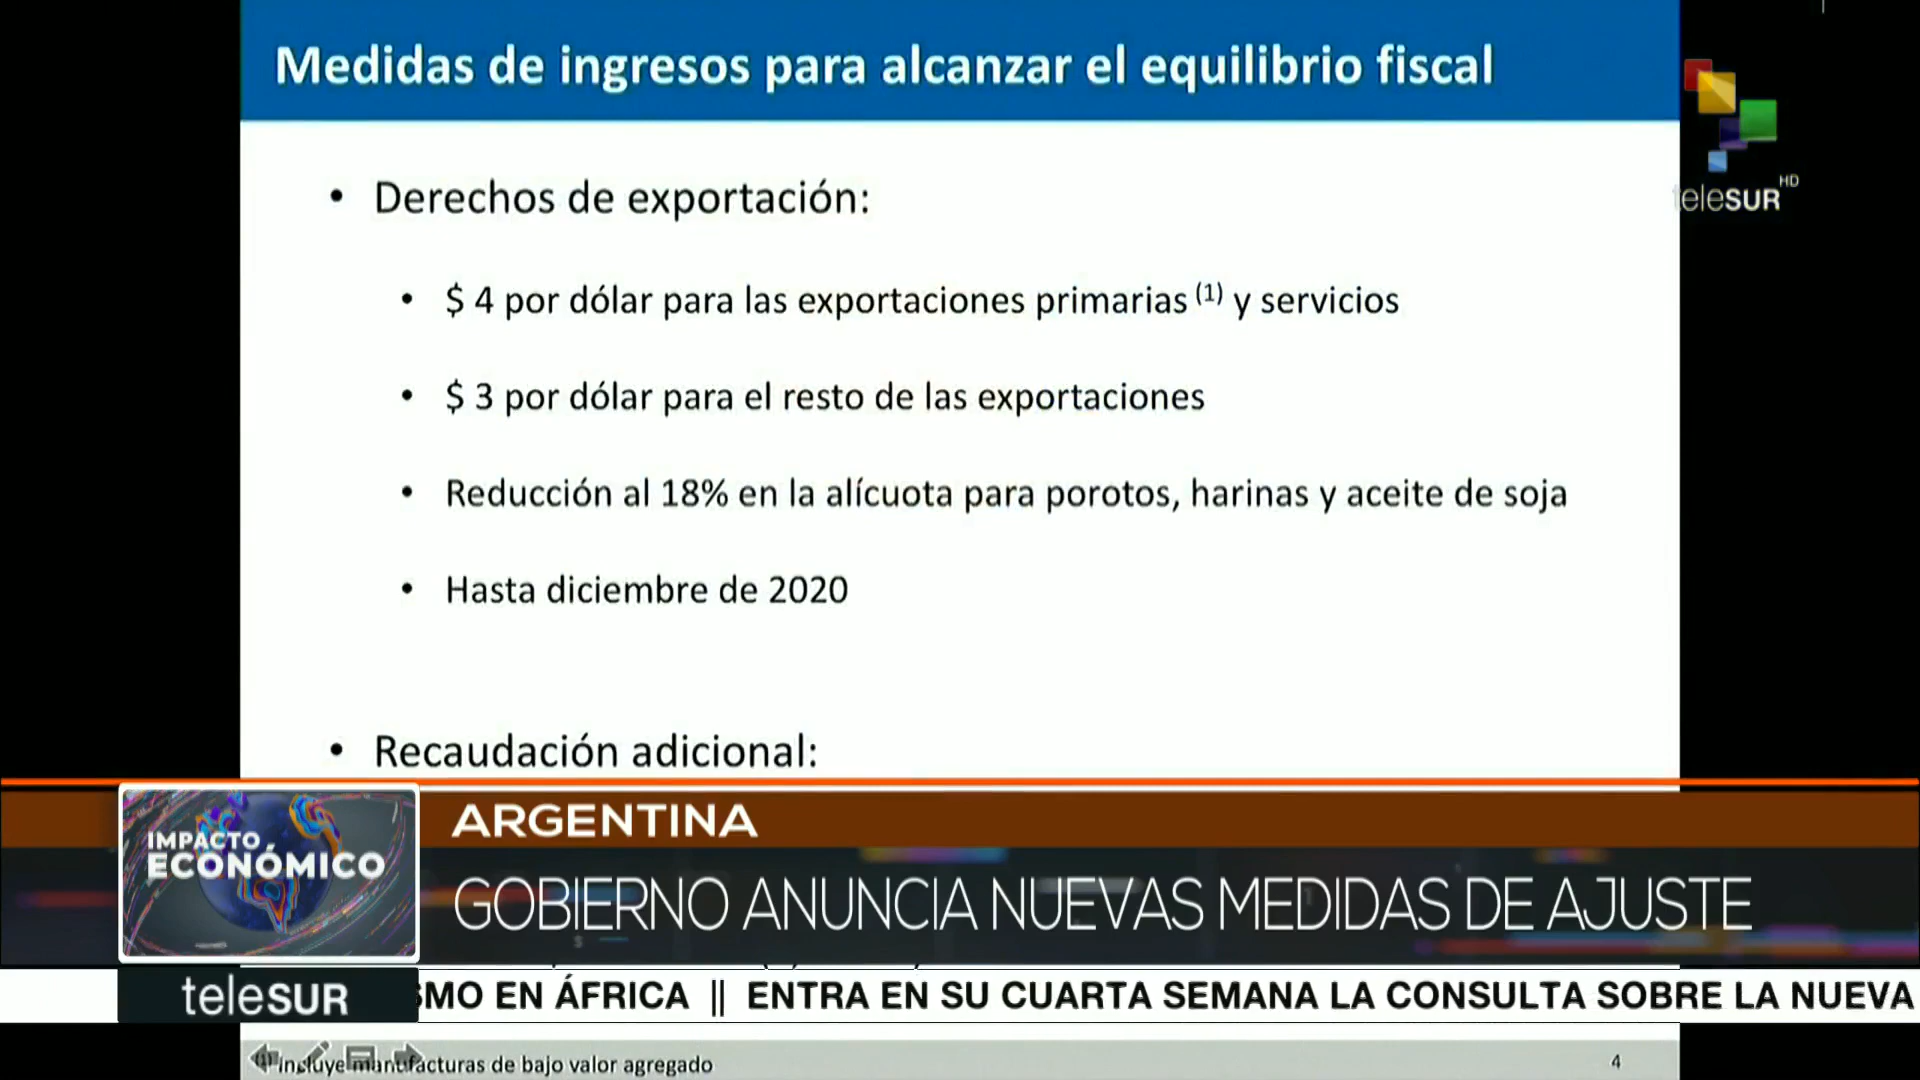 Medidas de ingresos para alcanzar el equilibrio fiscal
teleSUR HD
• Derechos de exportación:
• $ 4 por dólar para las exportaciones primarias (1) y servicios
• $ 3 por dólar para el resto de las exportaciones
• Reducción al 18% en la alícuota para porotos, harinas y aceite de soja
• Hasta diciembre de 2020
• Recaudación adicional:
IMPACTO
ECONÓMICO
ARGENTINA
GOBIERNO ANUNCIA NUEVAS MEDIDAS DE AJUSTE
teleSUR
SMO EN ÁFRICA || ENTRA EN SU CUARTA SEMANA LA CONSULTA SOBRE LA NUEVA
(1) Incluye manufacturas de bajo valor agregado
4